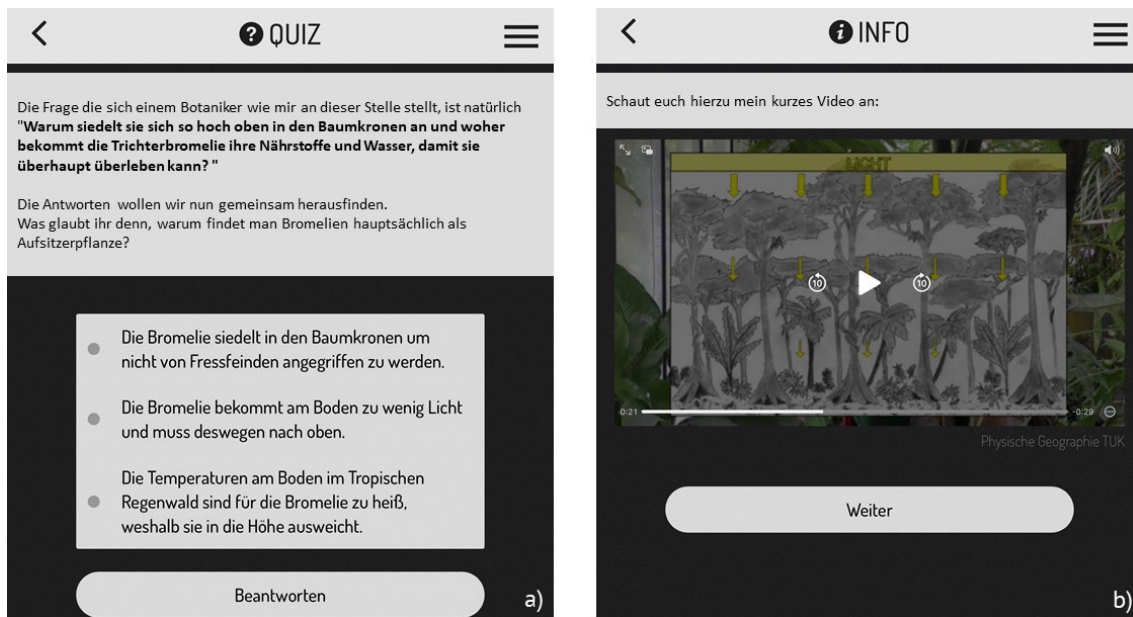 QUIZ
Die Frage die sich einem Botaniker wie mir an dieser Stelle stellt, ist natürlich
"Warum siedelt sie sich so hoch oben in den Baumkronen an und woher
bekommt die Trichterbromelie ihre Nährstoffe und Wasser, damit sie
überhaupt überleben kann? "
Die Antworten wollen wir nun gemeinsam herausfinden.
Was glaubt ihr denn, warum findet man Bromelien hauptsächlich als
Aufsitzerpflanze?
Die Bromelie siedelt in den Baumkronen um
nicht von Fressfeinden angegriffen zu werden.
Die Bromelie bekommt am Boden zu wenig Licht
und muss deswegen nach oben.
Die Temperaturen am Boden im Tropischen
Regenwald sind für die Bromelie zu heiß,
weshalb sie in die Höhe ausweicht.
Beantworten
a)
INFO
Schaut euch hierzu mein kurzes Video an:
LICHT
10
10
0:21
-0:29
Physische Geographie TUK
Weiter
b)